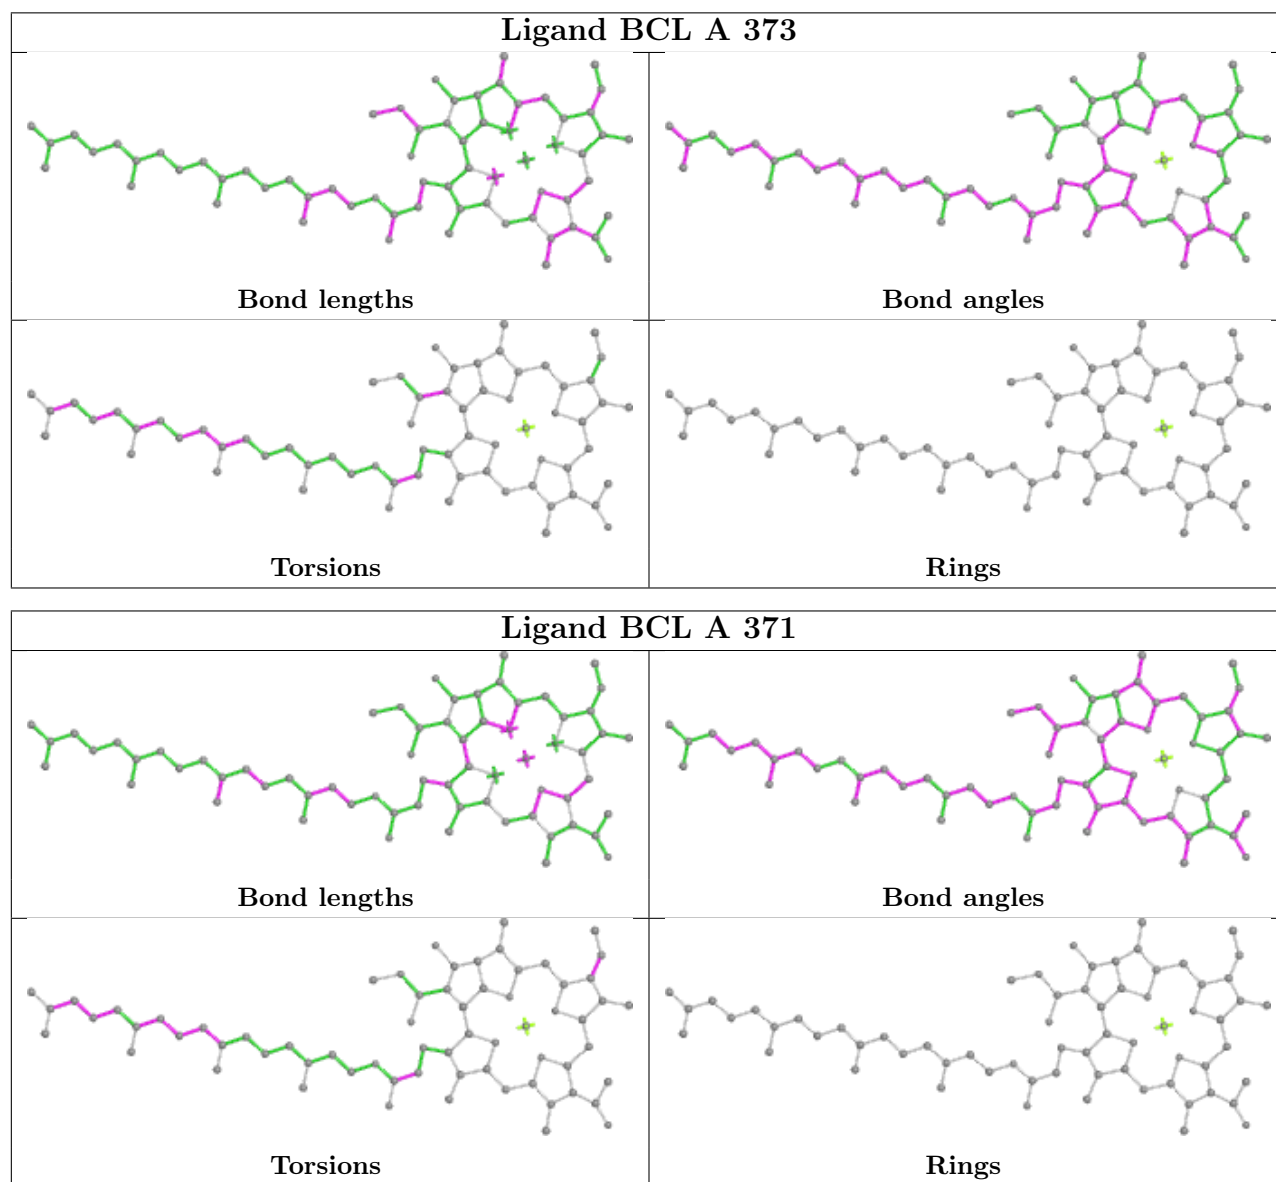 Ligand BCL A 373
Bond lengths
Bond angles
Torsions
Rings
Ligand BCL A 371
Bond lengths
Bond angles
Torsions
Rings